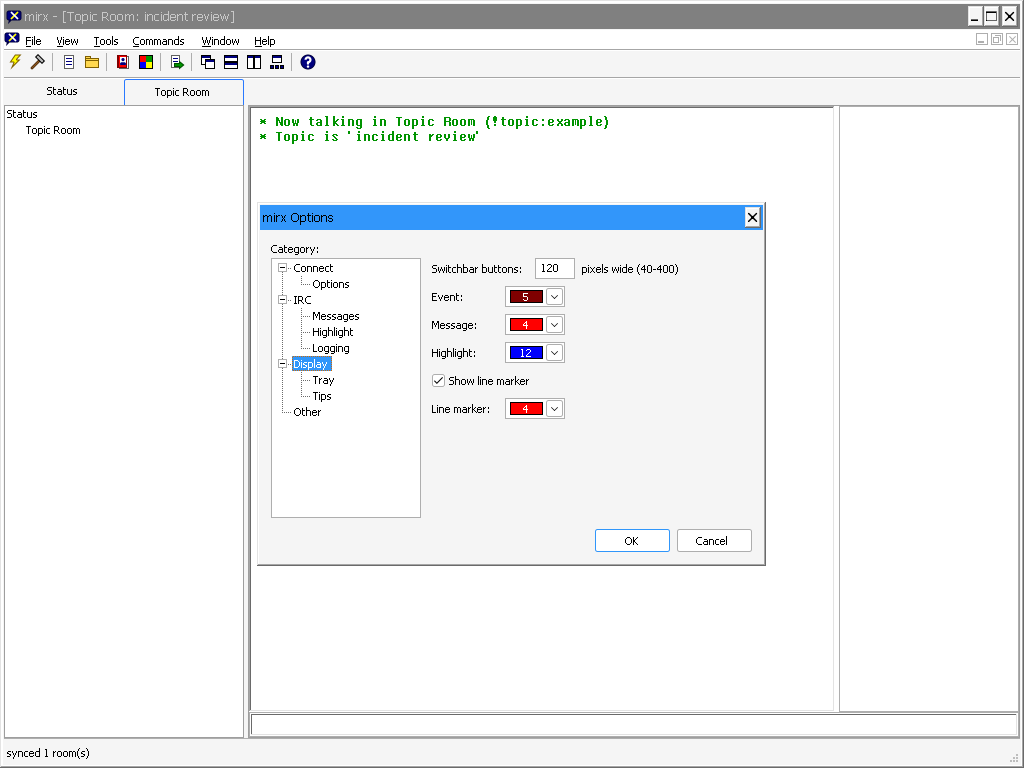 mirx - [Topic Room: incident review]
File View Tools Commands Window Help
Status Topic Room
Status
Topic Room
* Now talking in Topic Room (!topic:example)
* Topic is 'incident review'
mirx Options
Category:
Connect
Options
IRC
Messages
Highlight
Logging
Display
Tray
Tips
Other
Switchbar buttons: 120 pixels wide (40-400)
Event: 5
Message: 4
Highlight: 12
Show line marker
Line marker: 4
OK Cancel
synced 1 room(s)